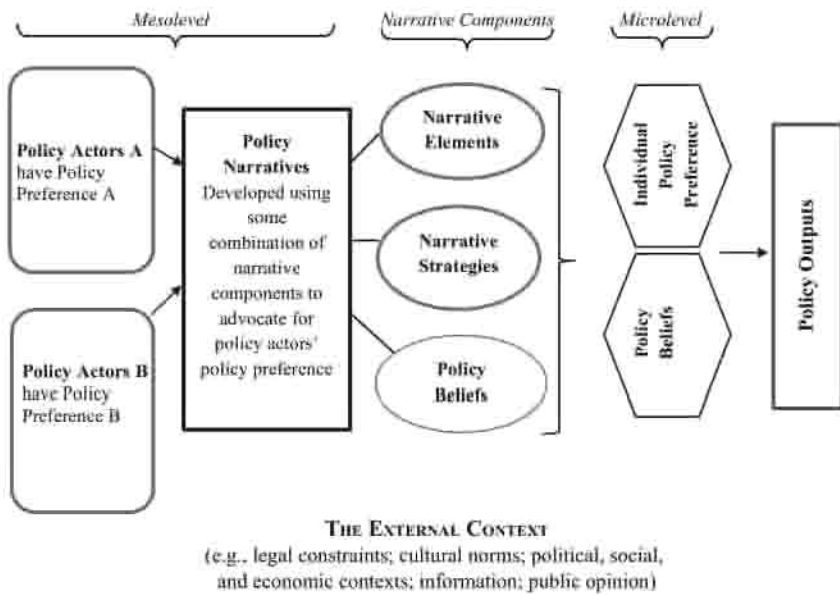 Mesolevel
Narrative Components
Microlevel
Policy Actors A
have Policy
Preference A
Policy Actors B
have Policy
Preference B
Policy
Narratives
Developed using
some
combination of
narrative
components to
advocate for
policy actors'
policy preference
Narrative
Elements
Narrative
Strategies
Policy
Beliefs
Individual
Policy
Preference
Policy
Beliefs
Policy Outputs
THE EXTERNAL CONTEXT
(e.g., legal constraints; cultural norms; political, social,
and economic contexts; information; public opinion)